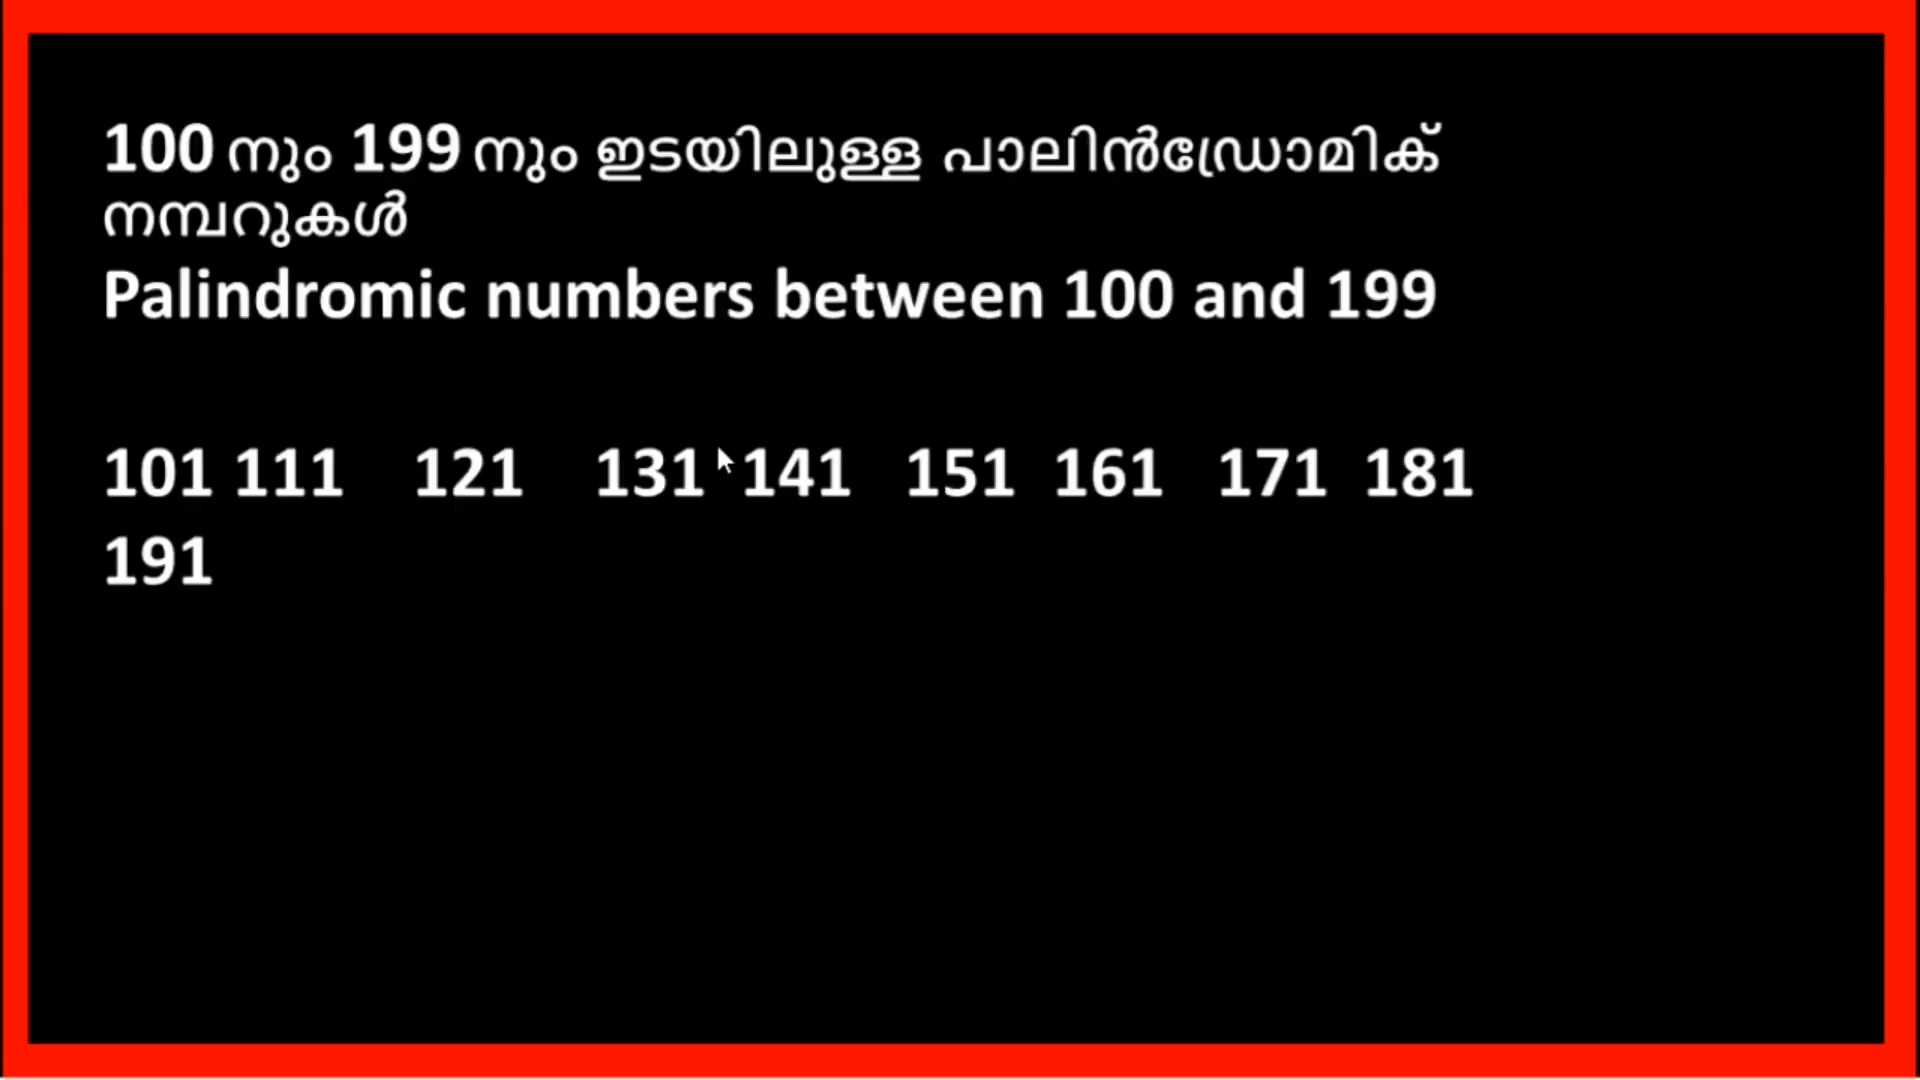 100 നും 199 നും ഇടയിലുള്ള പാലിൻഡ്രോമിക്
നമ്പറുകൾ
Palindromic numbers between 100 and 199
101 111 121 131 141 151 161 171 181
191